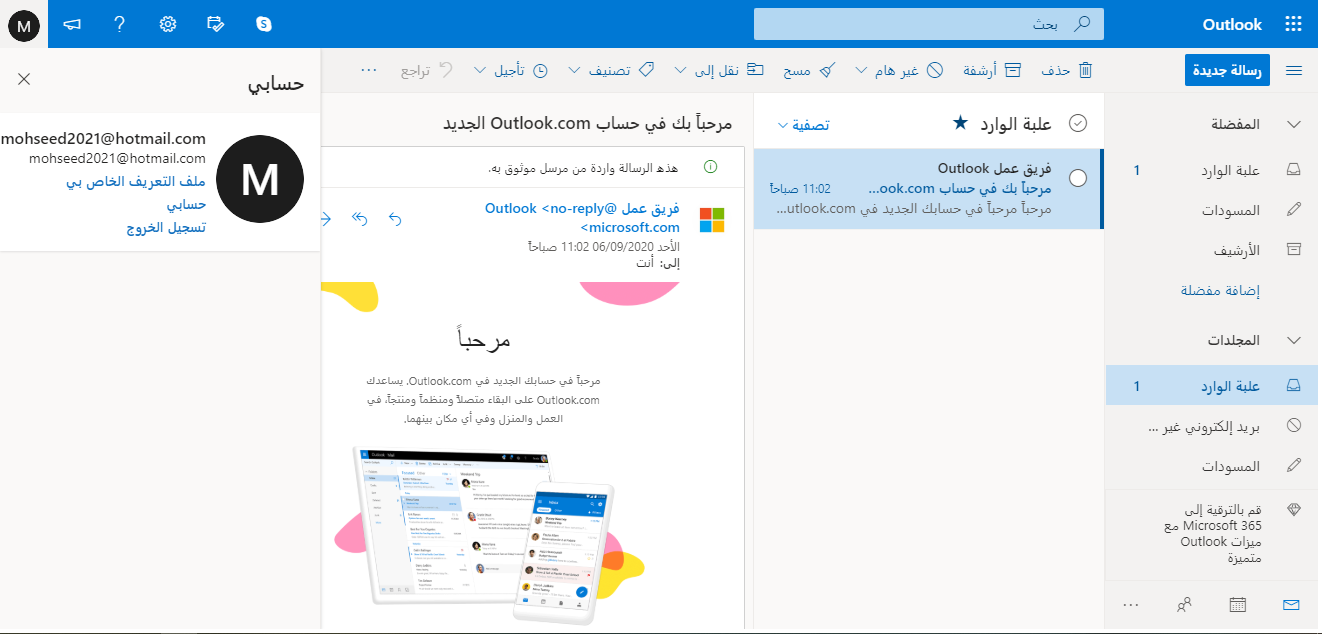 Outlook
بحث
M
رسالة جديدة
حذف
أرشفة
غير هام
مسح
نقل إلى
تصنيف
تأجيل
تراجع
...
المفضلة
علبة الوارد 1
المسودات
الأرشيف
إضافة مفضلة
المجلدات
علبة الوارد 1
بريد إلكتروني غير ...
المسودات
قم بالترقية إلى
Microsoft 365 مع
ميزات Outlook
متميزة
...
علبة الوارد ★
تصفية
فريق عمل Outlook
مرحباً بك في حساب ook.com...
11:02 صباحاً
مرحباً مرحباً في حسابك الجديد في utlook.com...
مرحباً بك في حساب Outlook.com الجديد
هذه الرسالة واردة من مرسل موثوق به.
فريق عمل Outlook <no-reply@
microsoft.com>
الأحد 06/09/2020 11:02 صباحاً
إلى: أنت
مرحباً
مرحباً في حسابك الجديد في Outlook.com. يساعدك
Outlook.com على البقاء متصلاً ومنظماً ومنتجاً، في
العمل والمنزل وفي أي مكان بينهما.
حسابي
M
mohseed2021@hotmail.com
mohseed2021@hotmail.com
ملف التعريف الخاص بي
حسابي
تسجيل الخروج